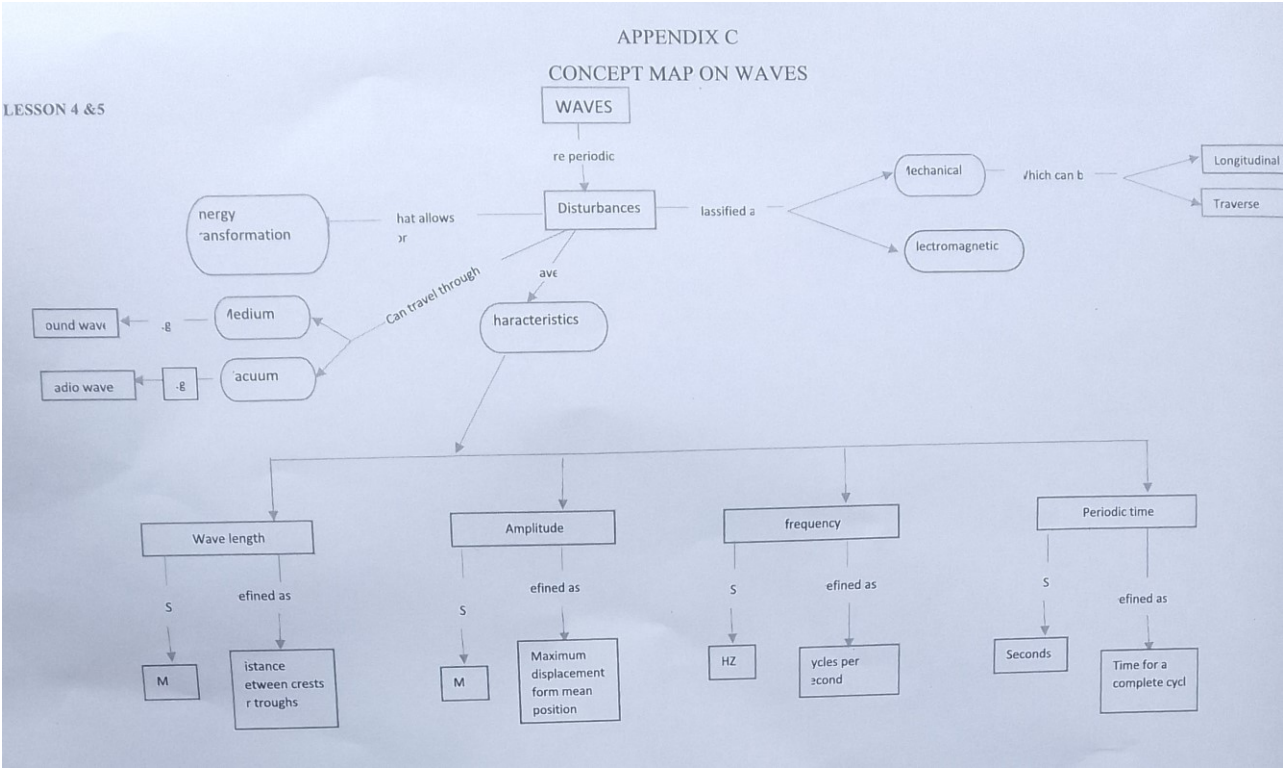 APPENDIX C
CONCEPT MAP ON WAVES
LESSON 4 &5
WAVES
re periodic
Disturbances
lassified a
lechanical
Vhich can b
Longitudinal
Traverse
lectromagnetic
hat allows
or
nergy
ransformation
Can travel through
ave
haracteristics
Medium
.g
ound wave
acuum
.g
adio wave
Wave length
S
M
efined as
istance
etween crests
r troughs
Amplitude
S
M
efined as
Maximum
displacement
form mean
position
frequency
S
HZ
efined as
ycles per
econd
Periodic time
S
Seconds
efined as
Time for a
complete cycl